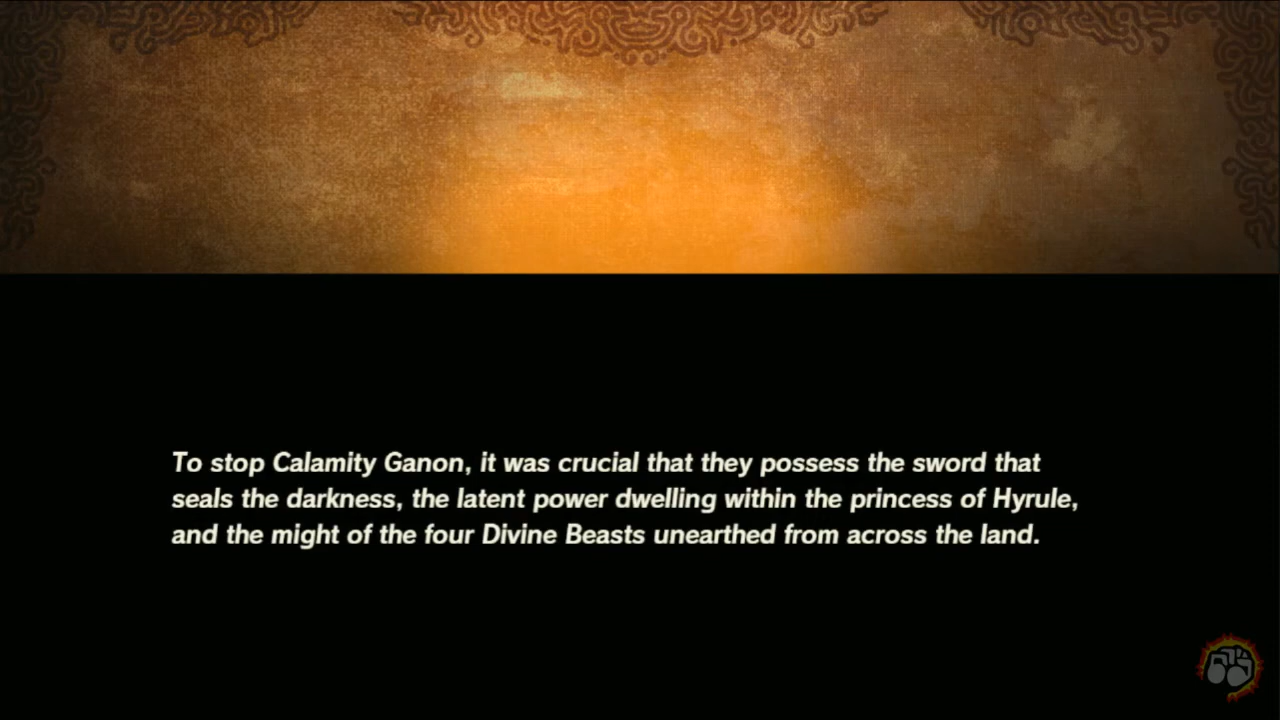 To stop Calamity Ganon, it was crucial that they possess the sword that
seals the darkness, the latent power dwelling within the princess of Hyrule,
and the might of the four Divine Beasts unearthed from across the land.